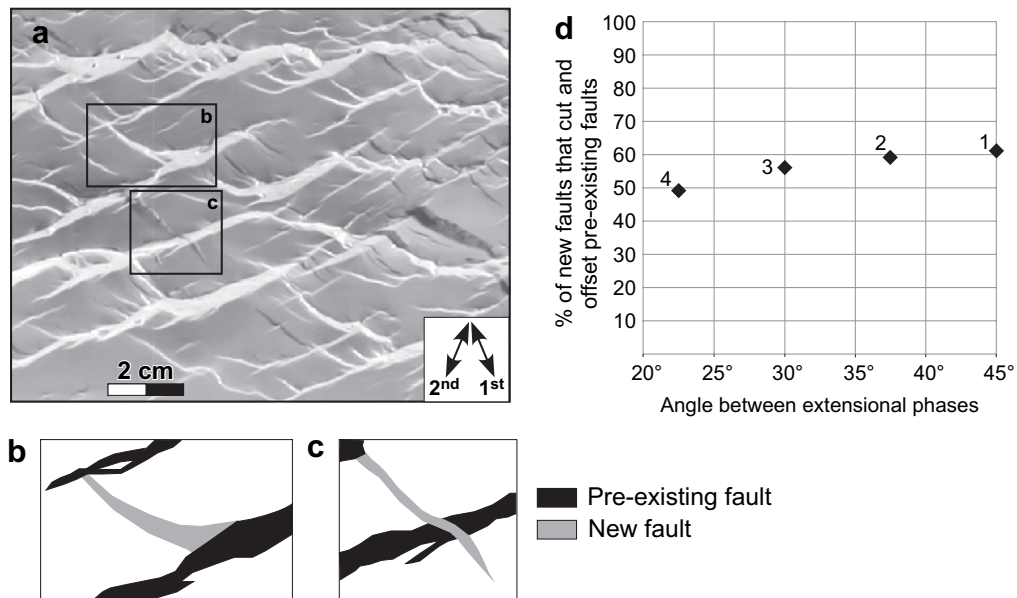 a
b
c
2 cm
2nd 1st
d
% of new faults that cut and
offset pre-existing faults
100
90
80
70
60
50
40
30
20
10
4
3
2
1
20° 25° 30° 35° 40° 45°
Angle between extensional phases
b
c
Pre-existing fault
New fault